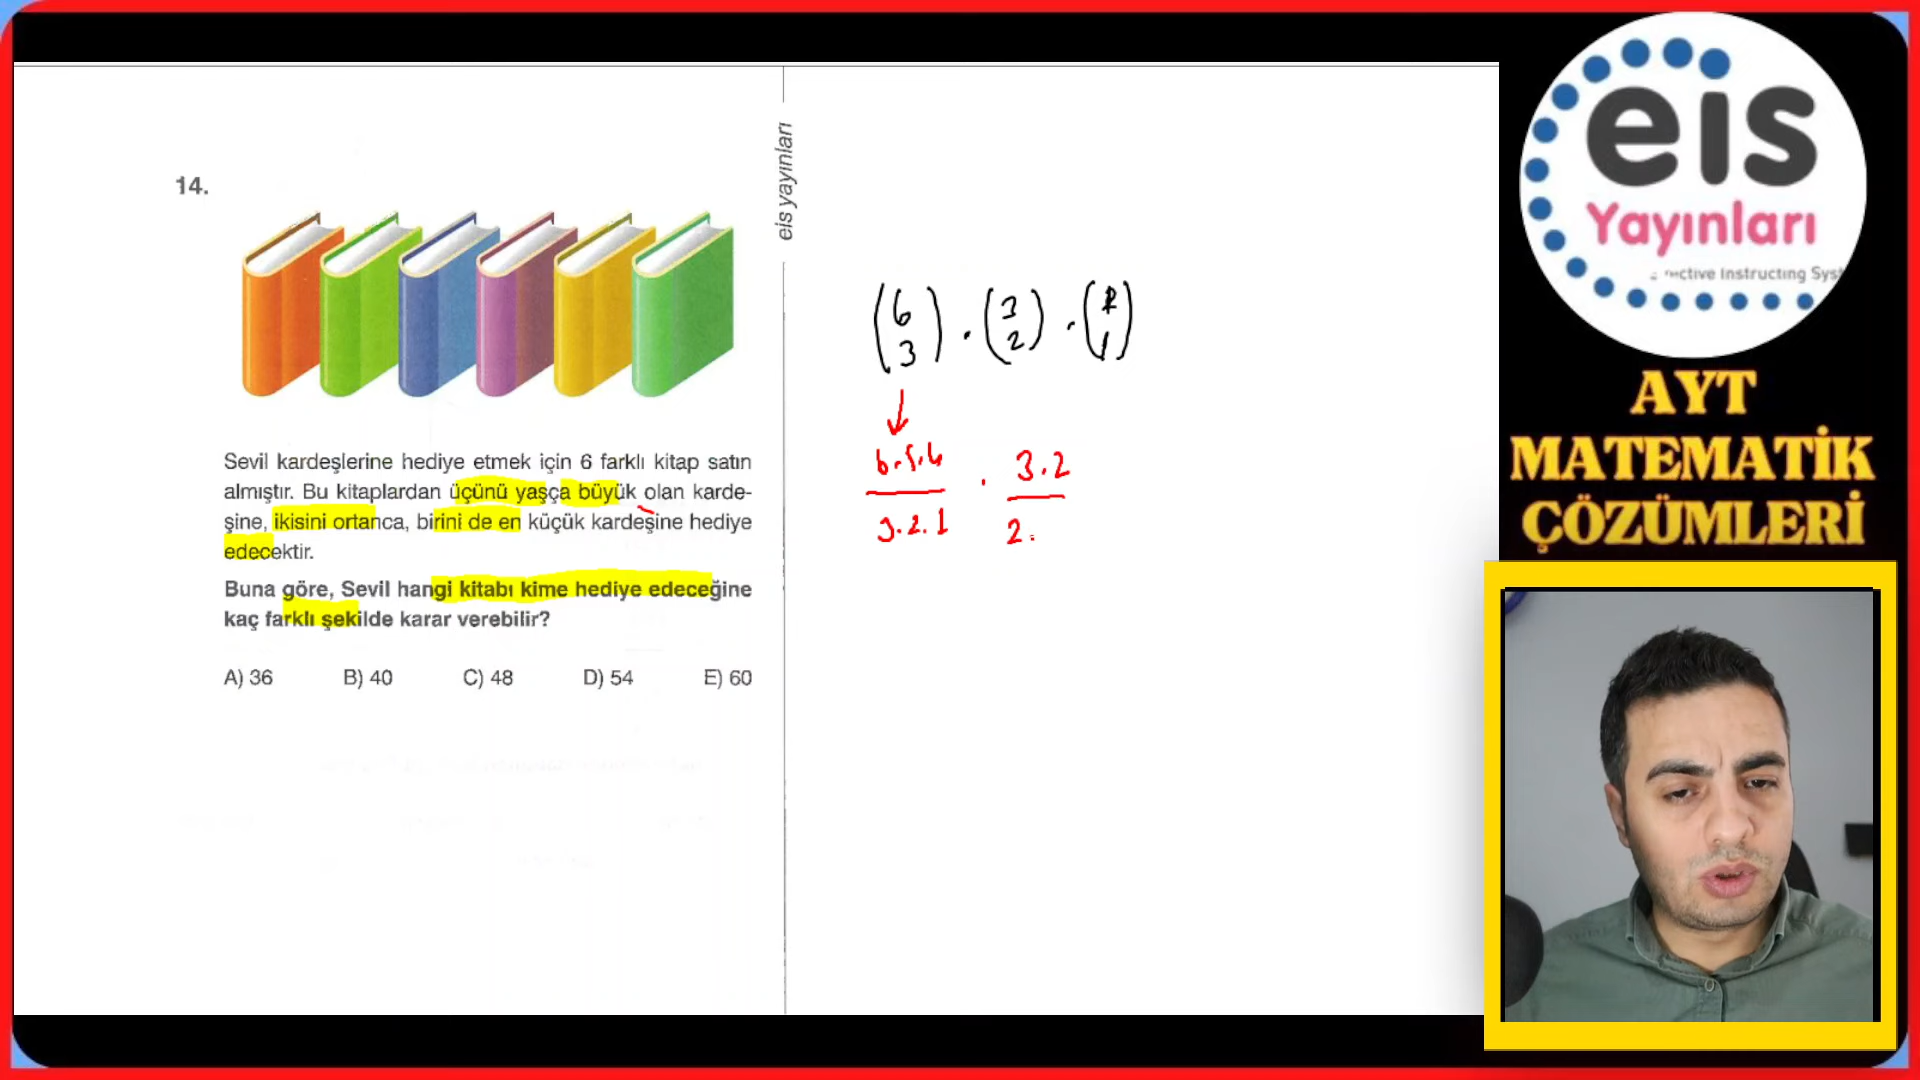 14.
Sevil kardeşlerine hediye etmek için 6 farklı kitap satın
almıştır. Bu kitaplardan üçünü yaşça büyük olan karde-
şine, ikisini ortanca, birini de en küçük kardeşine hediye
edecektir.
Buna göre, Sevil hangi kitabı kime hediye edeceğine
kaç farklı şekilde karar verebilir?
A) 36 B) 40 C) 48 D) 54 E) 60
eis yayınları
(6 3) . (3 2) . ( 1)
6.5.4 . 3.2
3.2.1 2.
eis
Yayınları
ective Instructing Syst
AYT
MATEMATİK
ÇÖZÜMLERİ